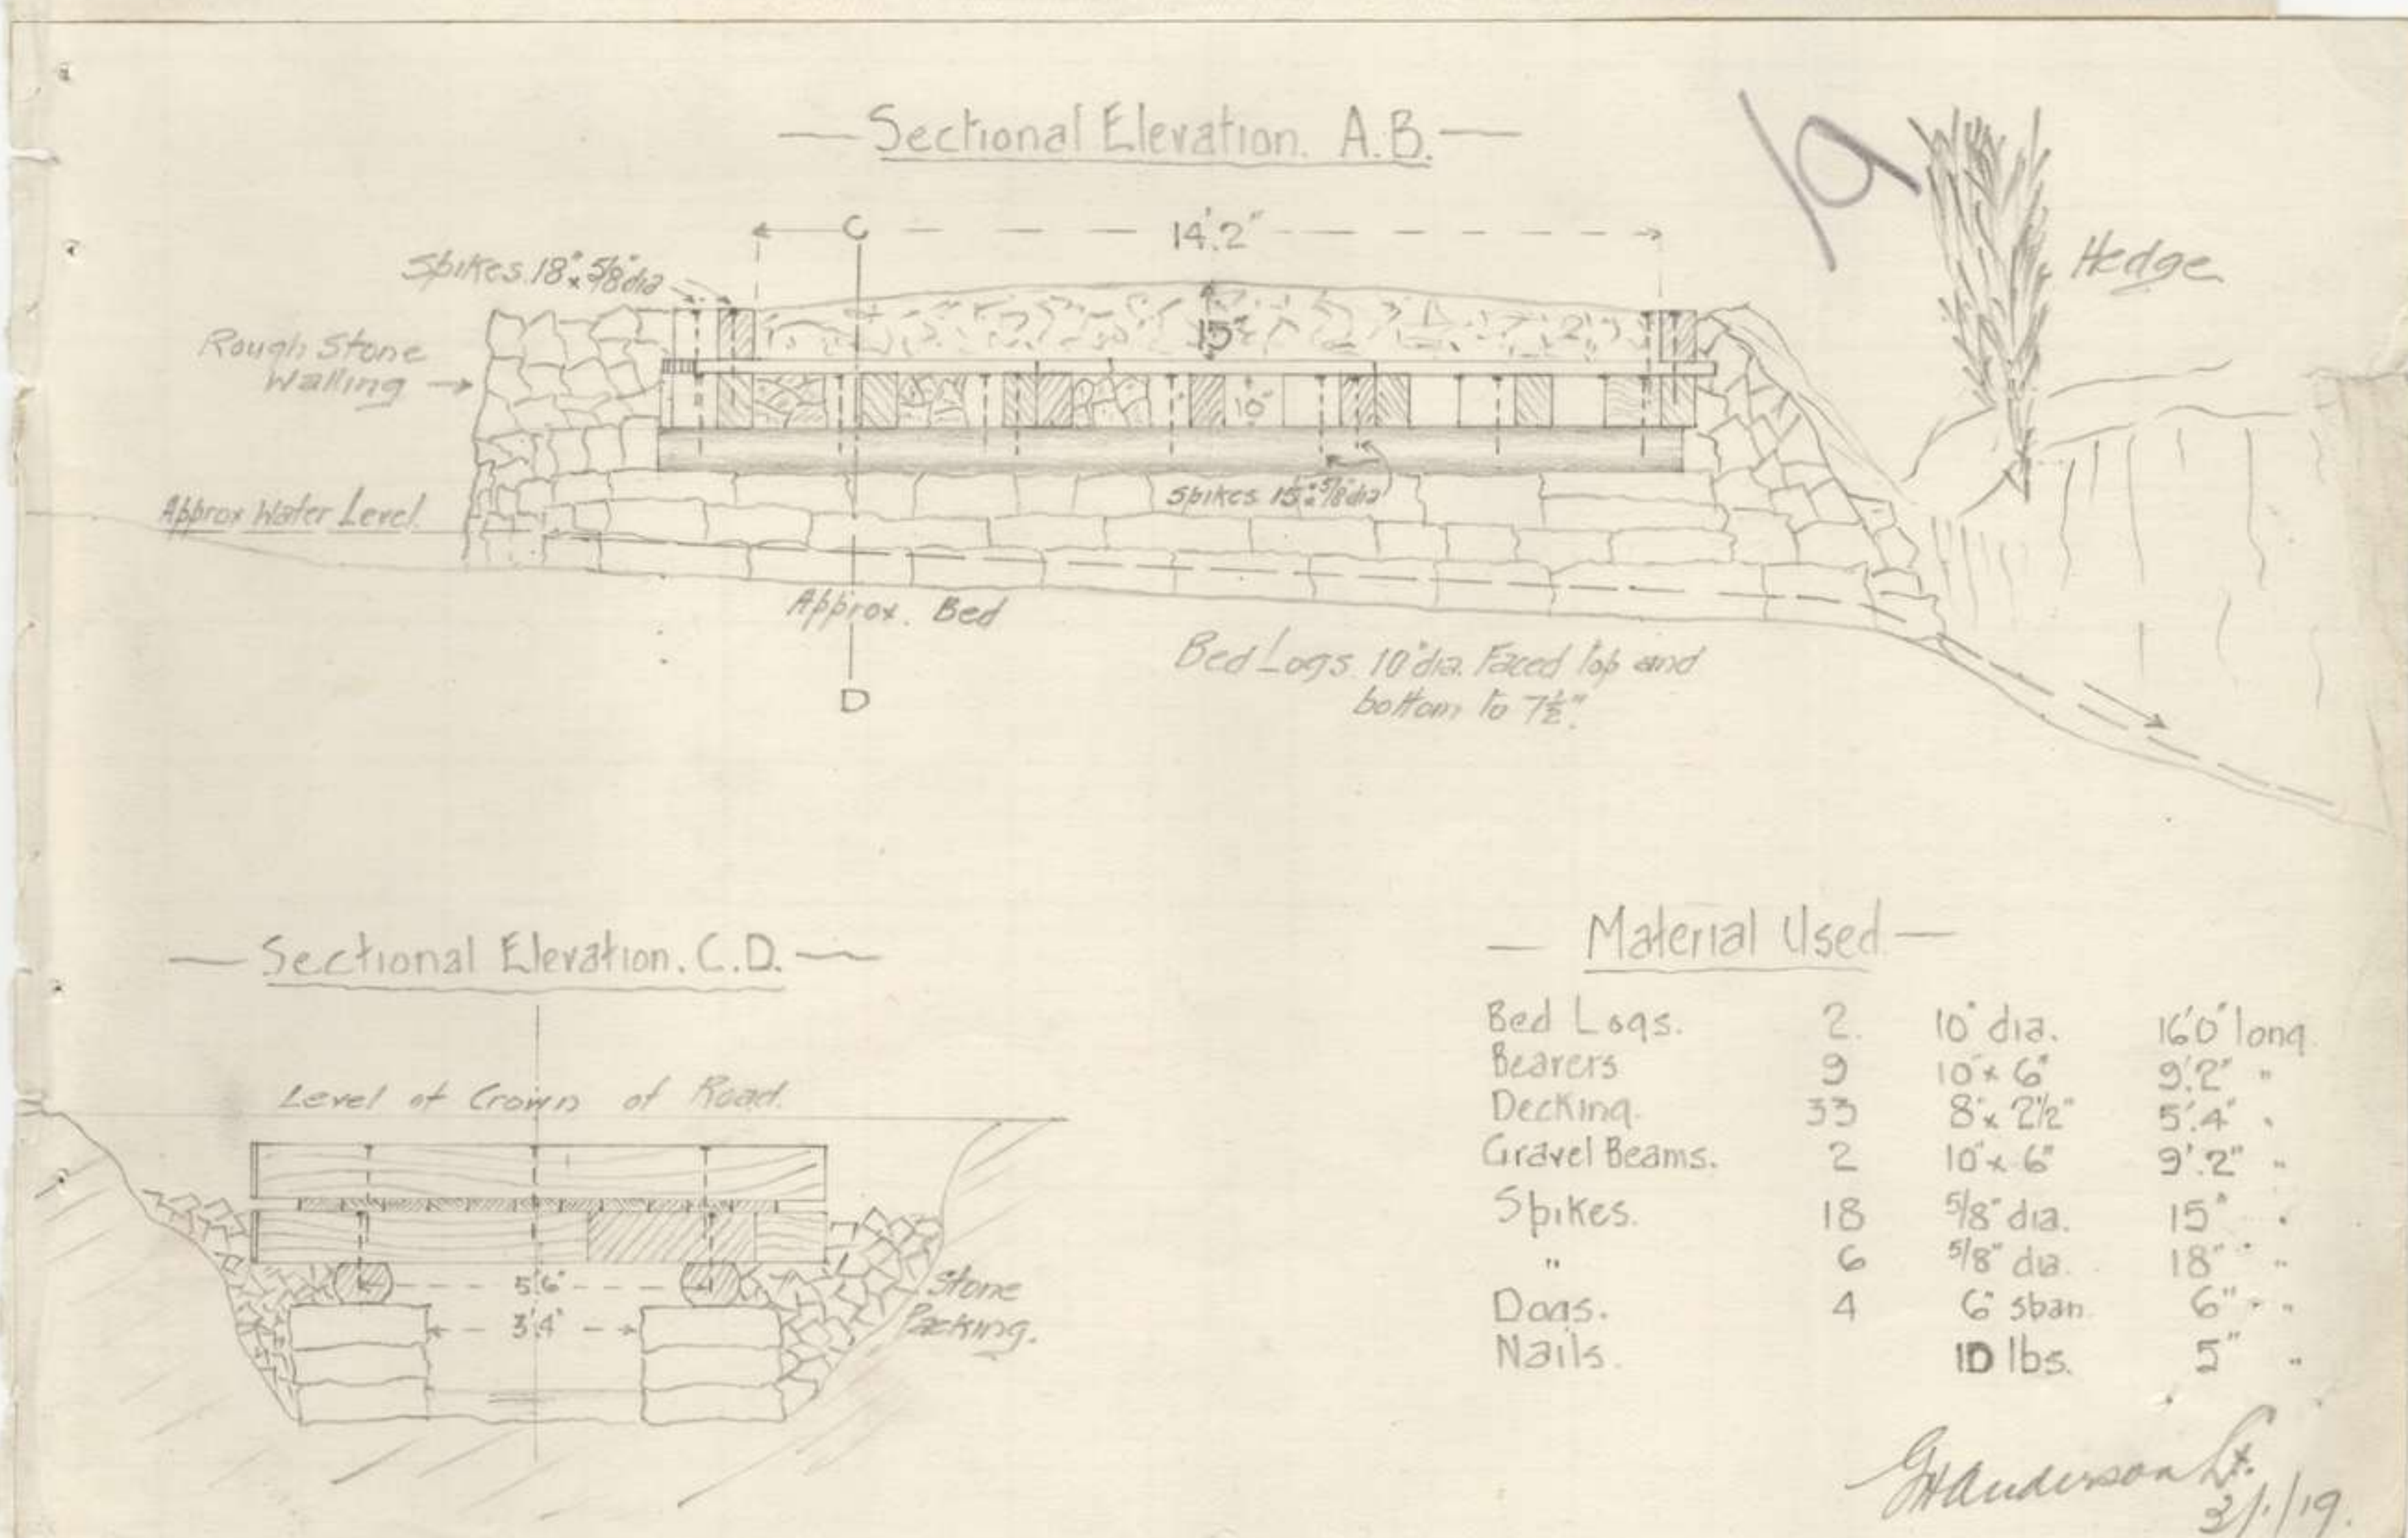 — Sectional Elevation. A.B. —
19
C
14'.2"
Spikes. 18" x 5/8" dia
Hedge
15"
Rough Stone
Walling →
10"
Spikes 15" x 5/8" dia
Approx Water Level.
Approx. Bed
D
Bed Logs 10" dia. Faced top and
bottom to 7½".
— Sectional Elevation. C.D. —
Level of Crown of Road.
5'.6"
3'.4"
Stone
Packing.
— Material Used —
Bed Logs. 2. 10" dia. 16'0" long
Bearers 9 10" x 6" 9'.2" "
Decking. 33 8" x 2½" 5'.4" "
Gravel Beams. 2 10" x 6" 9'.2" "
Spikes. 18 5/8" dia. 15" "
" 6 5/8" dia. 18" "
Dogs. 4 6" span. 6" "
Nails. 10 lbs. 5" "
GHAnderson Lt.
3/1/19.